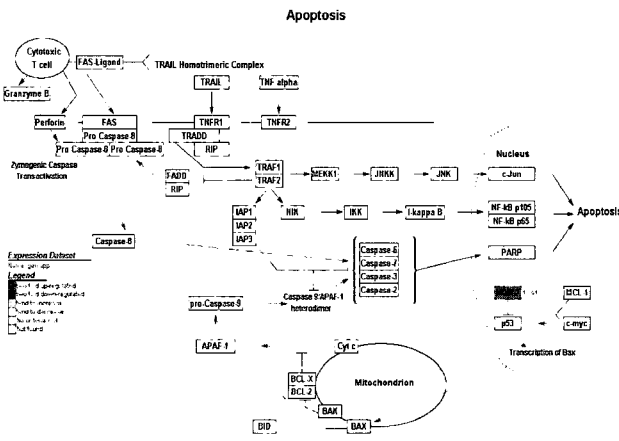 Apoptosis
Cytotoxic
T cell
FAS-Ligand
TRAIL Homotrimeric Complex
Granzyme B
TRAIL
TNF alpha
Perforin
FAS
TNFR1
TNFR2
Pro Caspase-8
Pro Caspase-8
Pro Caspase-8
TRADD
RIP
Zymogenic Caspase
Transactivation
FADD
RIP
TRAF1
TRAF2
MEKK1
JNKK
JNK
Nucleus
c-Jun
IAP1
IAP2
IAP3
NIK
IKK
I-kappa B
NF-kB p105
NF-kB p65
Apoptosis
Caspase-8
Caspase-6
Caspase-7
Caspase-3
Caspase-2
PARP
Expression Dataset
Legend
Caspase 9/APAF-1
heterodimer
pro-Caspase-9
MCL-1
p53
c-myc
APAF-1
Cyt c
Transcription of Bax
BCL-X
BCL-2
Mitochondrion
BAK
BID
BAX